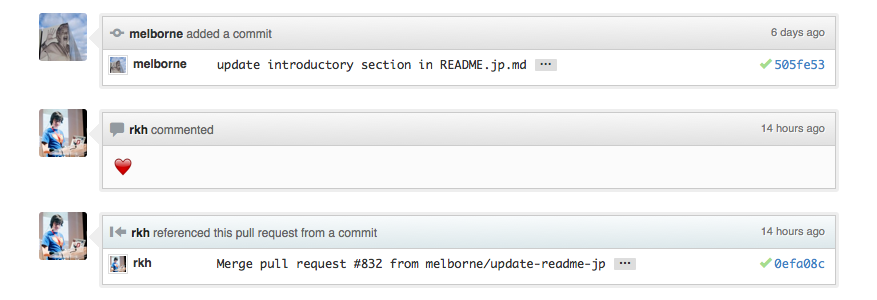 melborne added a commit 6 days ago
melborne update introductory section in README.jp.md ... 505fe53
rkh commented 14 hours ago
rkh referenced this pull request from a commit 14 hours ago
rkh Merge pull request #832 from melborne/update-readme-jp ... 0efa08c